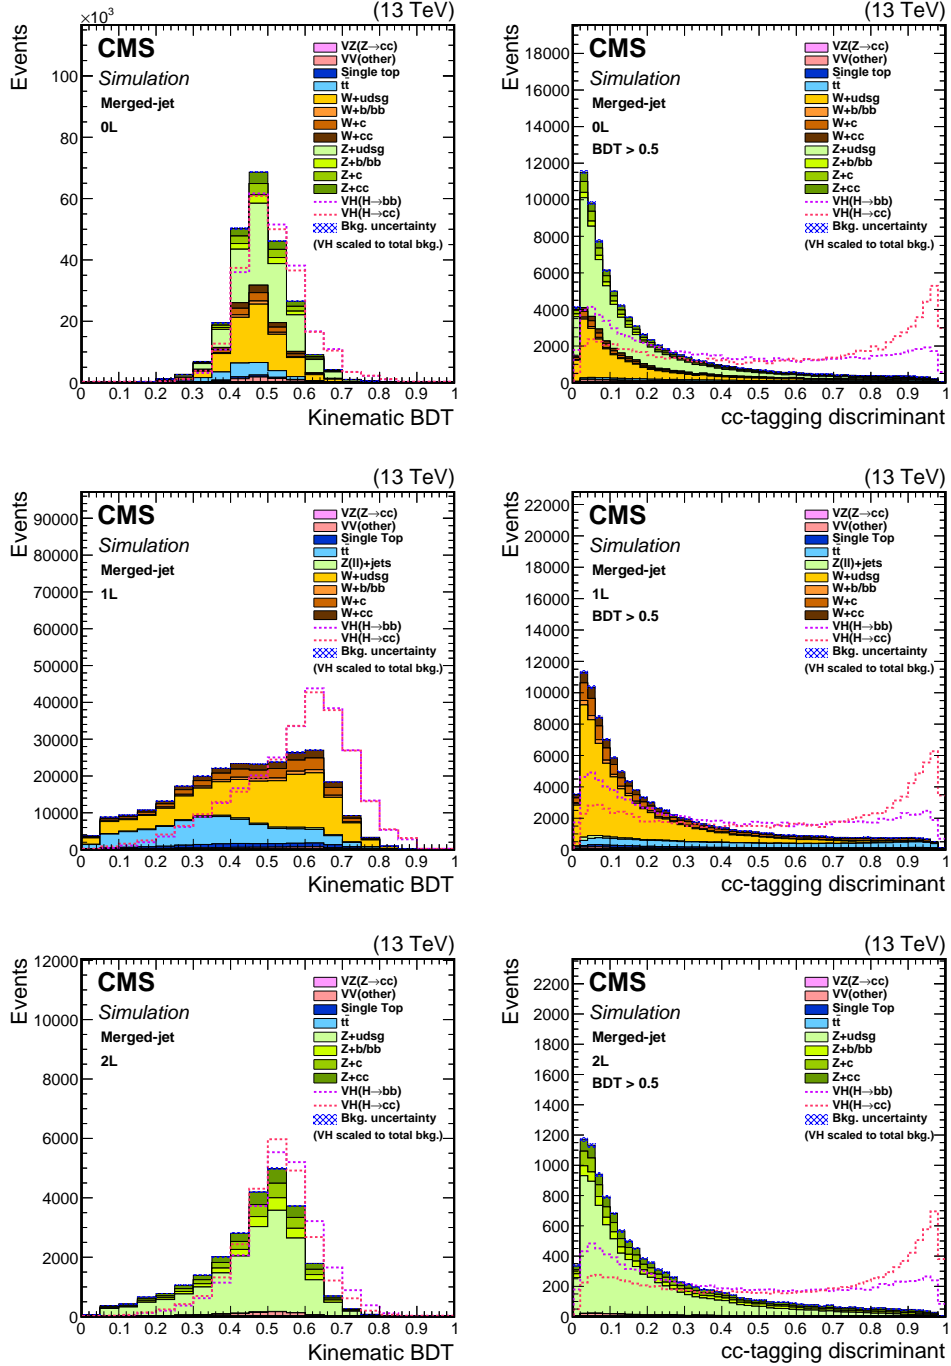 ×10³
(13 TeV)
Events
CMS
Simulation
Merged-jet
0L
VZ(Z→cc)
VV(other)
Single top
tt
W+udsg
W+b/bb
W+c
W+cc
Z+udsg
Z+b/bb
Z+c
Z+cc
VH(H→bb)
VH(H→cc)
Bkg. uncertainty
(VH scaled to total bkg.)
100
80
60
40
20
0
0 0.1 0.2 0.3 0.4 0.5 0.6 0.7 0.8 0.9 1
Kinematic BDT
(13 TeV)
Events
CMS
Simulation
Merged-jet
0L
BDT > 0.5
VZ(Z→cc)
VV(other)
Single top
tt
W+udsg
W+b/bb
W+c
W+cc
Z+udsg
Z+b/bb
Z+c
Z+cc
VH(H→bb)
VH(H→cc)
Bkg. uncertainty
(VH scaled to total bkg.)
18000
16000
14000
12000
10000
8000
6000
4000
2000
0
0 0.1 0.2 0.3 0.4 0.5 0.6 0.7 0.8 0.9 1
cc-tagging discriminant
(13 TeV)
Events
CMS
Simulation
Merged-jet
1L
VZ(Z→cc)
VV(other)
Single Top
tt
Z(ll)+jets
W+udsg
W+b/bb
W+c
W+cc
VH(H→bb)
VH(H→cc)
Bkg. uncertainty
(VH scaled to total bkg.)
90000
80000
70000
60000
50000
40000
30000
20000
10000
0
0 0.1 0.2 0.3 0.4 0.5 0.6 0.7 0.8 0.9 1
Kinematic BDT
(13 TeV)
Events
CMS
Simulation
Merged-jet
1L
BDT > 0.5
VZ(Z→cc)
VV(other)
Single Top
tt
Z(ll)+jets
W+udsg
W+b/bb
W+c
W+cc
VH(H→bb)
VH(H→cc)
Bkg. uncertainty
(VH scaled to total bkg.)
22000
20000
18000
16000
14000
12000
10000
8000
6000
4000
2000
0
0 0.1 0.2 0.3 0.4 0.5 0.6 0.7 0.8 0.9 1
cc-tagging discriminant
(13 TeV)
Events
CMS
Simulation
Merged-jet
2L
VZ(Z→cc)
VV(other)
Single Top
tt
Z+udsg
Z+b/bb
Z+c
Z+cc
VH(H→bb)
VH(H→cc)
Bkg. uncertainty
(VH scaled to total bkg.)
12000
10000
8000
6000
4000
2000
0
0 0.1 0.2 0.3 0.4 0.5 0.6 0.7 0.8 0.9 1
Kinematic BDT
(13 TeV)
Events
CMS
Simulation
Merged-jet
2L
BDT > 0.5
VZ(Z→cc)
VV(other)
Single Top
tt
Z+udsg
Z+b/bb
Z+c
Z+cc
VH(H→bb)
VH(H→cc)
Bkg. uncertainty
(VH scaled to total bkg.)
2200
2000
1800
1600
1400
1200
1000
800
600
400
200
0
0 0.1 0.2 0.3 0.4 0.5 0.6 0.7 0.8 0.9 1
cc-tagging discriminant